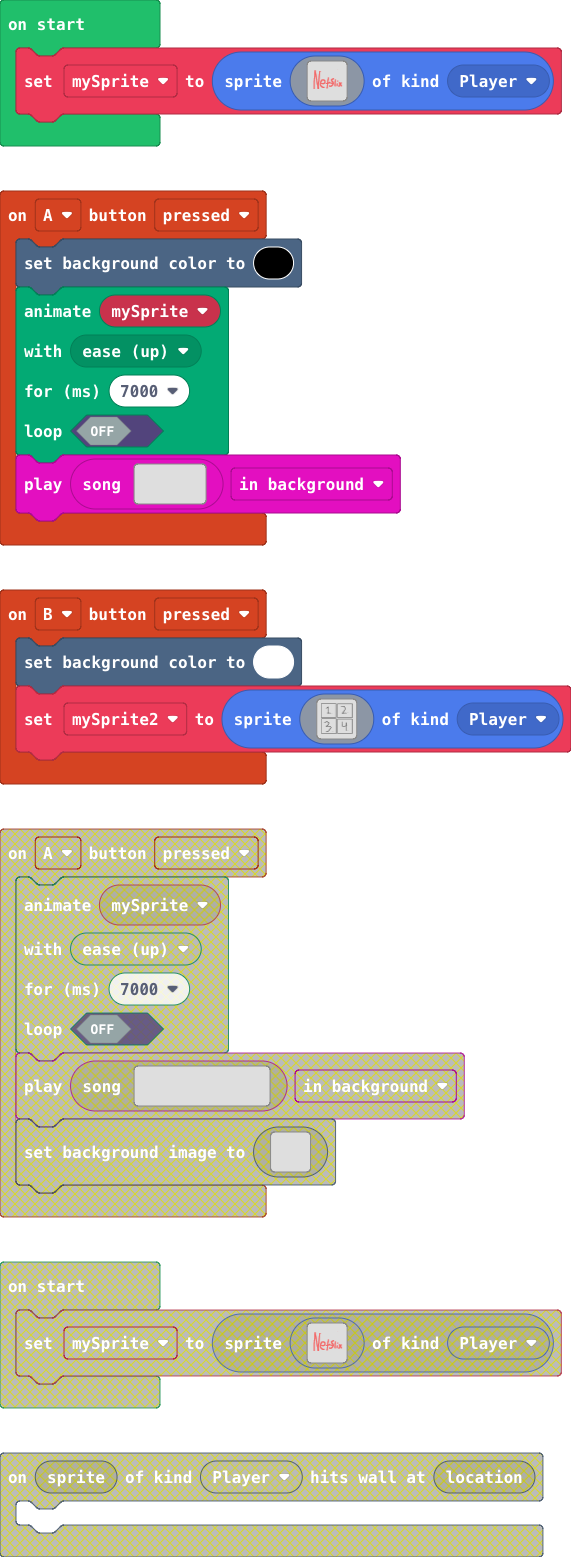 on start
set mySprite to sprite of kind Player
on A button pressed
set background color to
animate mySprite
with ease (up)
for (ms) 7000
loop OFF
play song in background
on B button pressed
set background color to
set mySprite2 to sprite 1 2 3 4 of kind Player
on A button pressed
animate mySprite
with ease (up)
for (ms) 7000
loop OFF
play song in background
set background image to
on start
set mySprite to sprite of kind Player
on sprite of kind Player hits wall at location